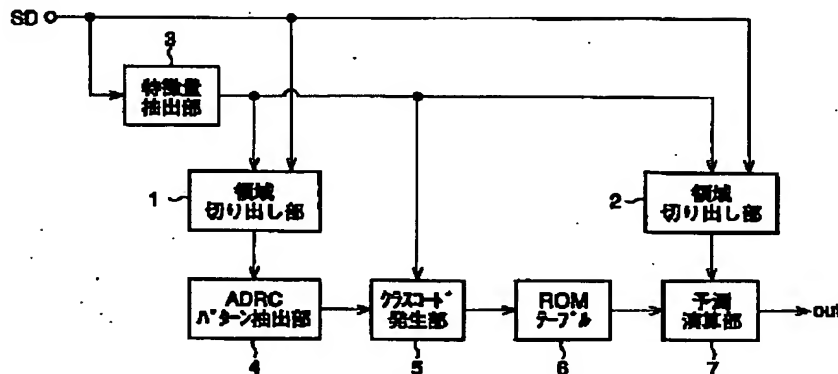 SD
3
特徴量
抽出部
1
領域
切り出し部
2
領域
切り出し部
ADRC
パターン抽出部
4
クラスコード
発生部
5
ROM
テーブル
6
予測
演算部
7
out